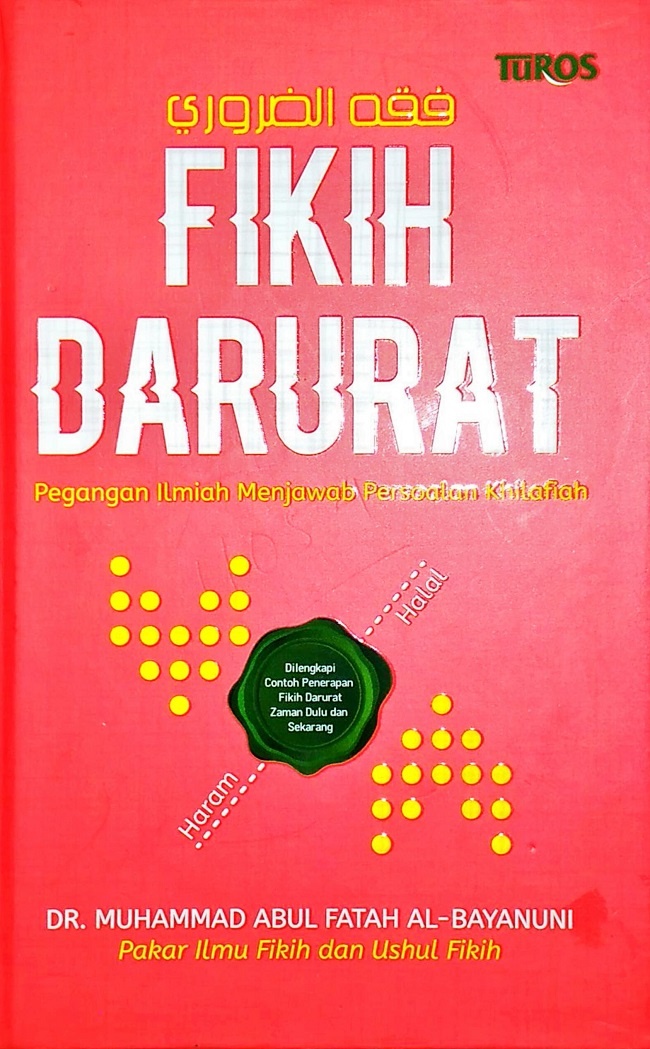 TUROS
فقه الضروري
FIKIH
DARURAT
Pegangan Ilmiah Menjawab Persoalan Khilafiah
Halal
Dilengkapi
Contoh Penerapan
Fikih Darurat
Zaman Dulu dan
Sekarang
Haram
DR. MUHAMMAD ABUL FATAH AL-BAYANUNI
Pakar Ilmu Fikih dan Ushul Fikih